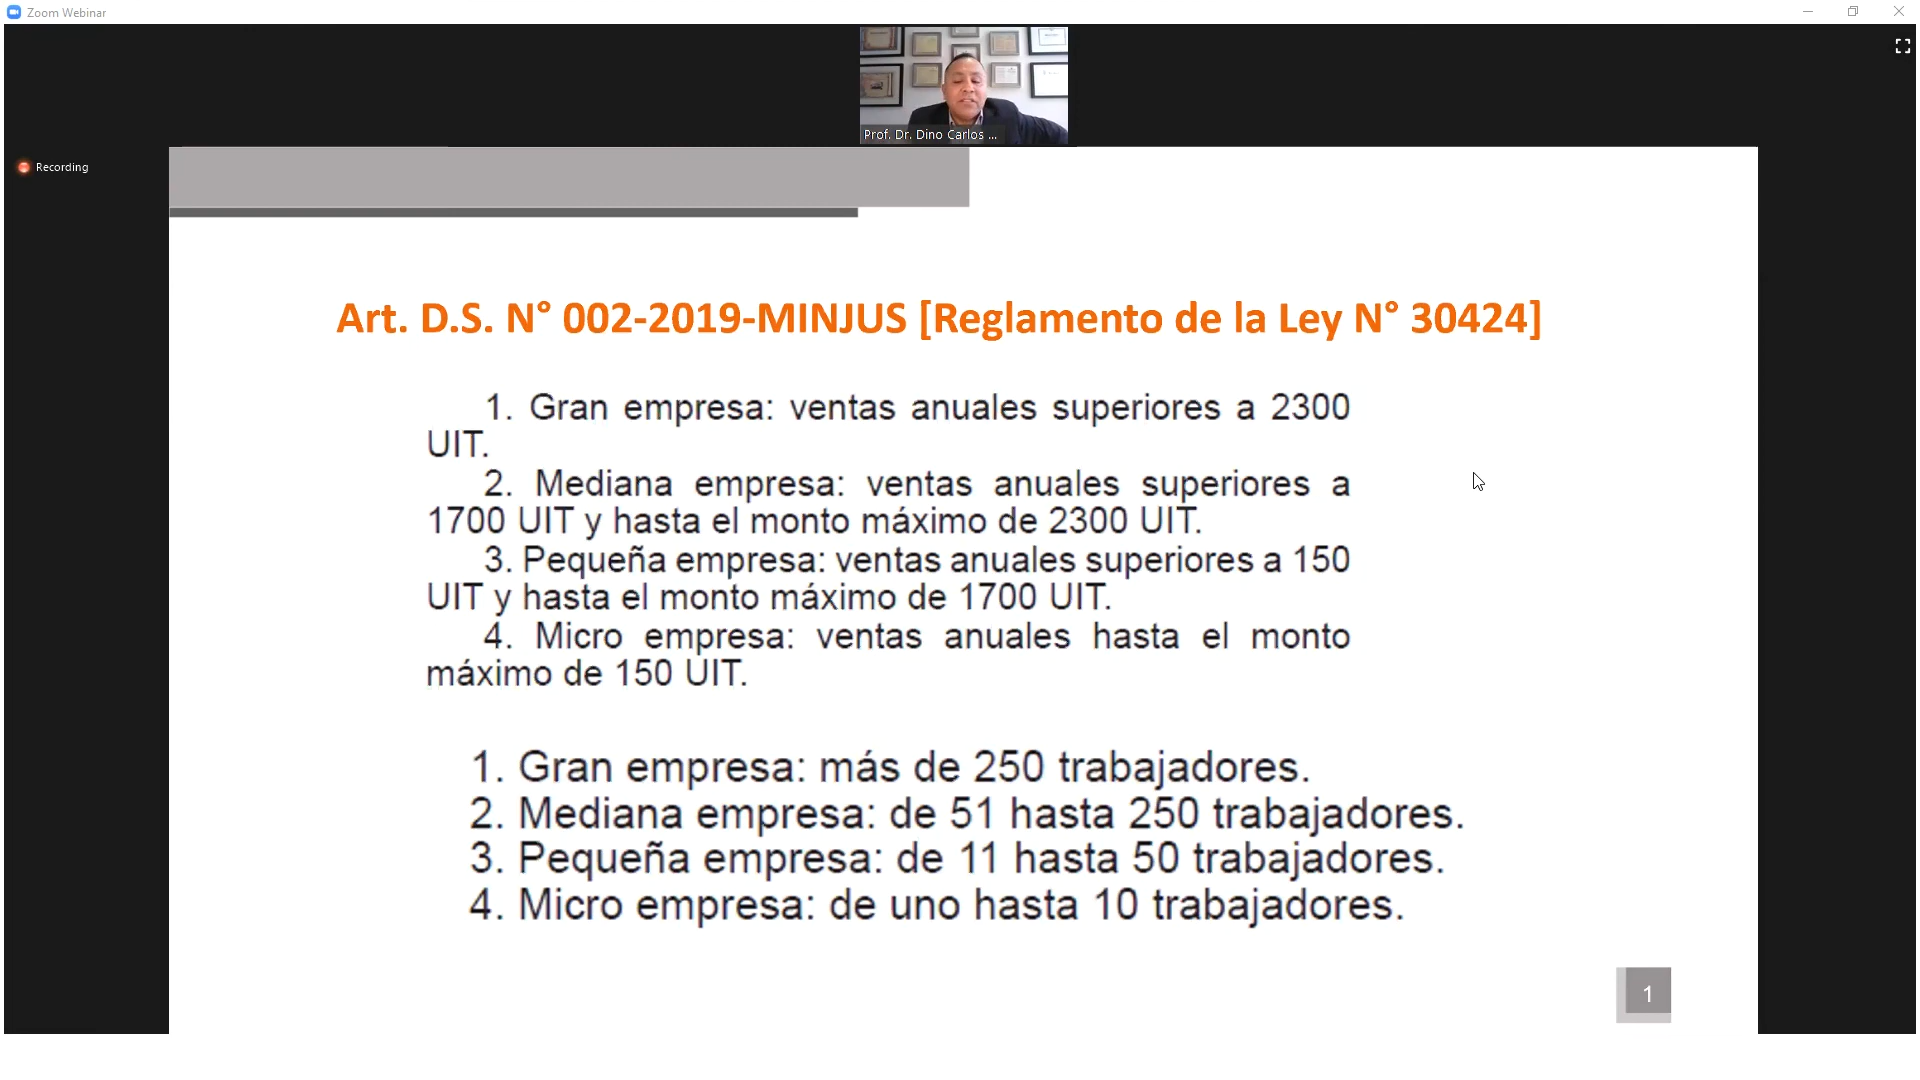 Zoom Webinar
Prof. Dr. Dino Carlos ...
Recording
Art. D.S. N° 002-2019-MINJUS [Reglamento de la Ley N° 30424]
1. Gran empresa: ventas anuales superiores a 2300
UIT.
2. Mediana empresa: ventas anuales superiores a
1700 UIT y hasta el monto máximo de 2300 UIT.
3. Pequeña empresa: ventas anuales superiores a 150
UIT y hasta el monto máximo de 1700 UIT.
4. Micro empresa: ventas anuales hasta el monto
máximo de 150 UIT.
1. Gran empresa: más de 250 trabajadores.
2. Mediana empresa: de 51 hasta 250 trabajadores.
3. Pequeña empresa: de 11 hasta 50 trabajadores.
4. Micro empresa: de uno hasta 10 trabajadores.
1